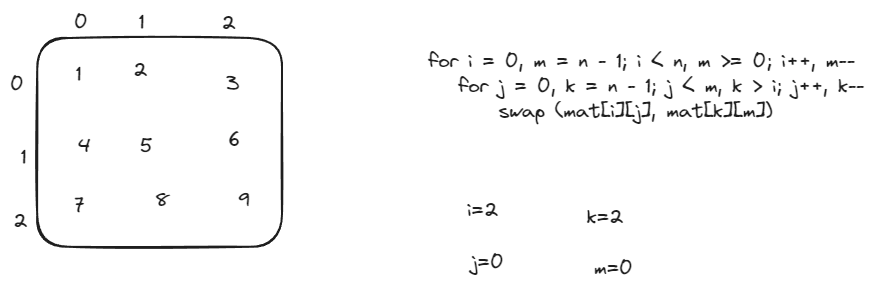 0 1 2
0 1 2 3
1 4 5 6
2 7 8 9
for i = 0, m = n - 1; i < n, m >= 0; i++, m--
for j = 0, k = n - 1; j < m, k > i; j++, k--
swap (mat[i][j], mat[k][m])
i=2 k=2
j=0 m=0